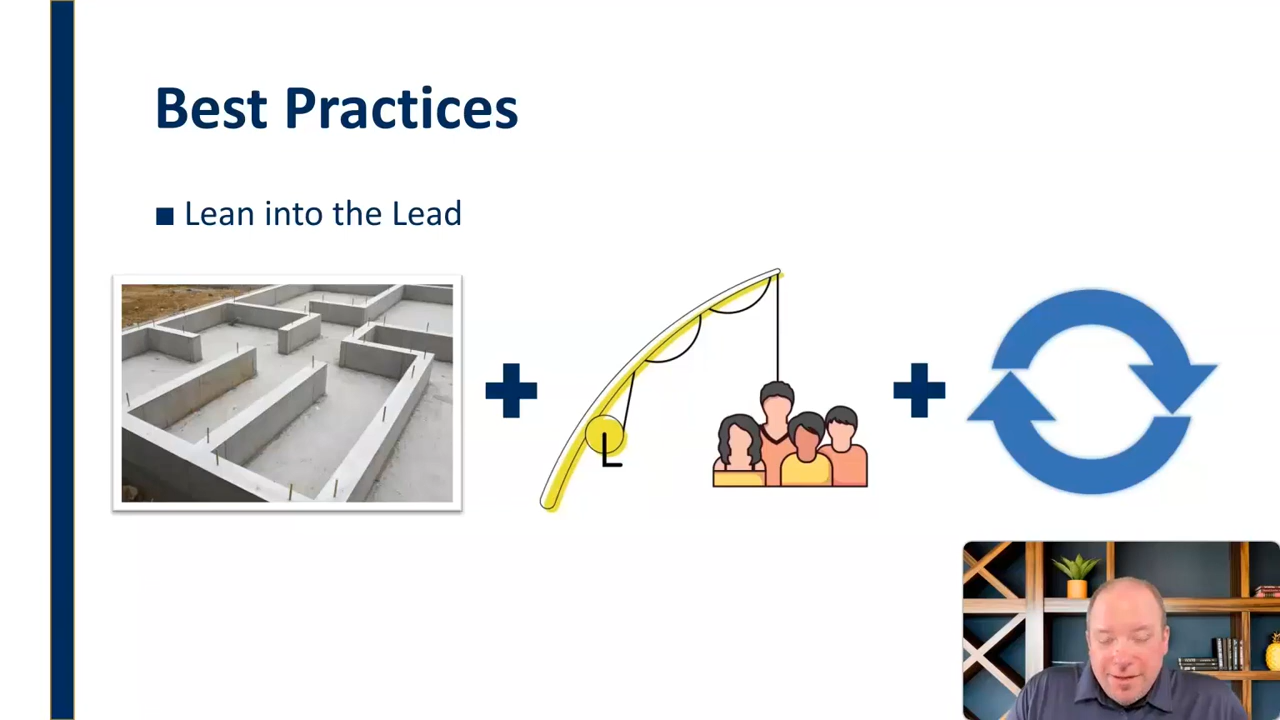 Best Practices
■ Lean into the Lead